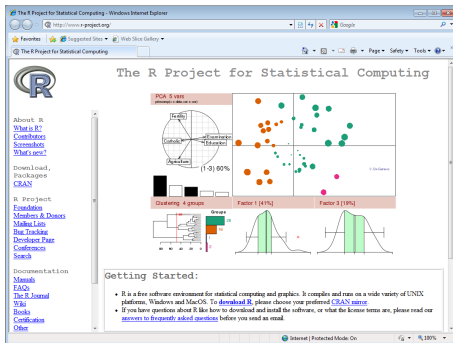 The R Project for Statistical Computing - Windows Internet Explorer
http://www.r-project.org/
Google
Favorites
Suggested Sites
Web Slice Gallery
The R Project for Statistical Computing
Page
Safety
Tools
The R Project for Statistical Computing
R
About R
What is R?
Contributors
Screenshots
What's new?
Download, Packages
CRAN
R Project
Foundation
Members & Donors
Mailing Lists
Bug Tracking
Developer Page
Conferences
Search
Documentation
Manuals
FAQs
The R Journal
Wiki
Books
Certification
Other
PCA 5 vars
Fertility
Catholic
Examination
Education
Agriculture
(1-3) 60%
Clustering 4 groups
Factor 1 [41%]
Factor 3 [19%]
Groups
Getting Started:
R is a free software environment for statistical computing and graphics. It compiles and runs on a wide variety of UNIX
platforms, Windows and MacOS. To download R, please choose your preferred CRAN mirror.
If you have questions about R like how to download and install the software, or what the license terms are, please read our
answers to frequently asked questions before you send an email.
Internet | Protected Mode: On
100%